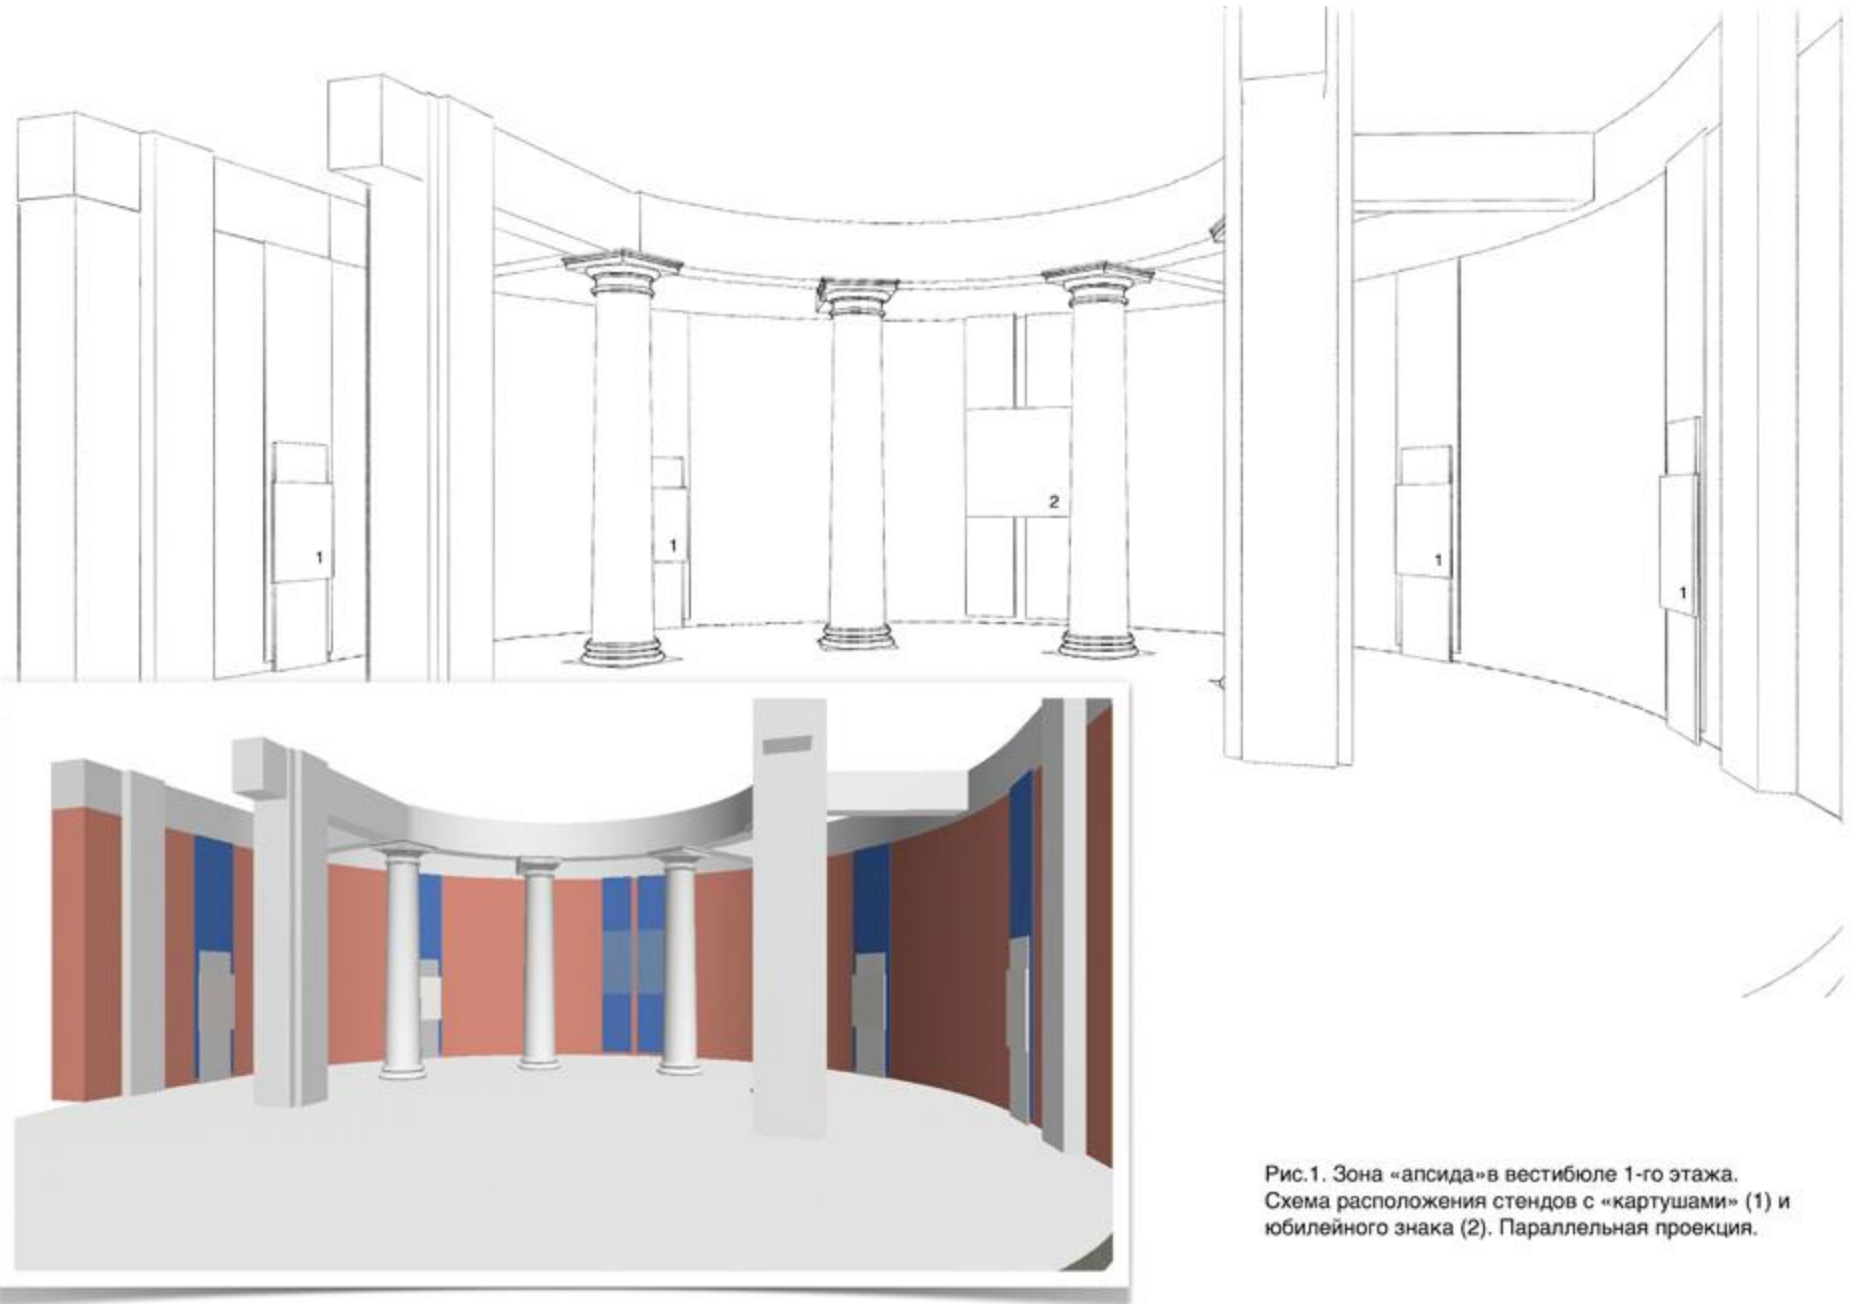 2
1
1
1
1
Рис.1. Зона «апсида»в вестибюле 1-го этажа.
Схема расположения стендов с «картушами» (1) и
юбилейного знака (2). Параллельная проекция.